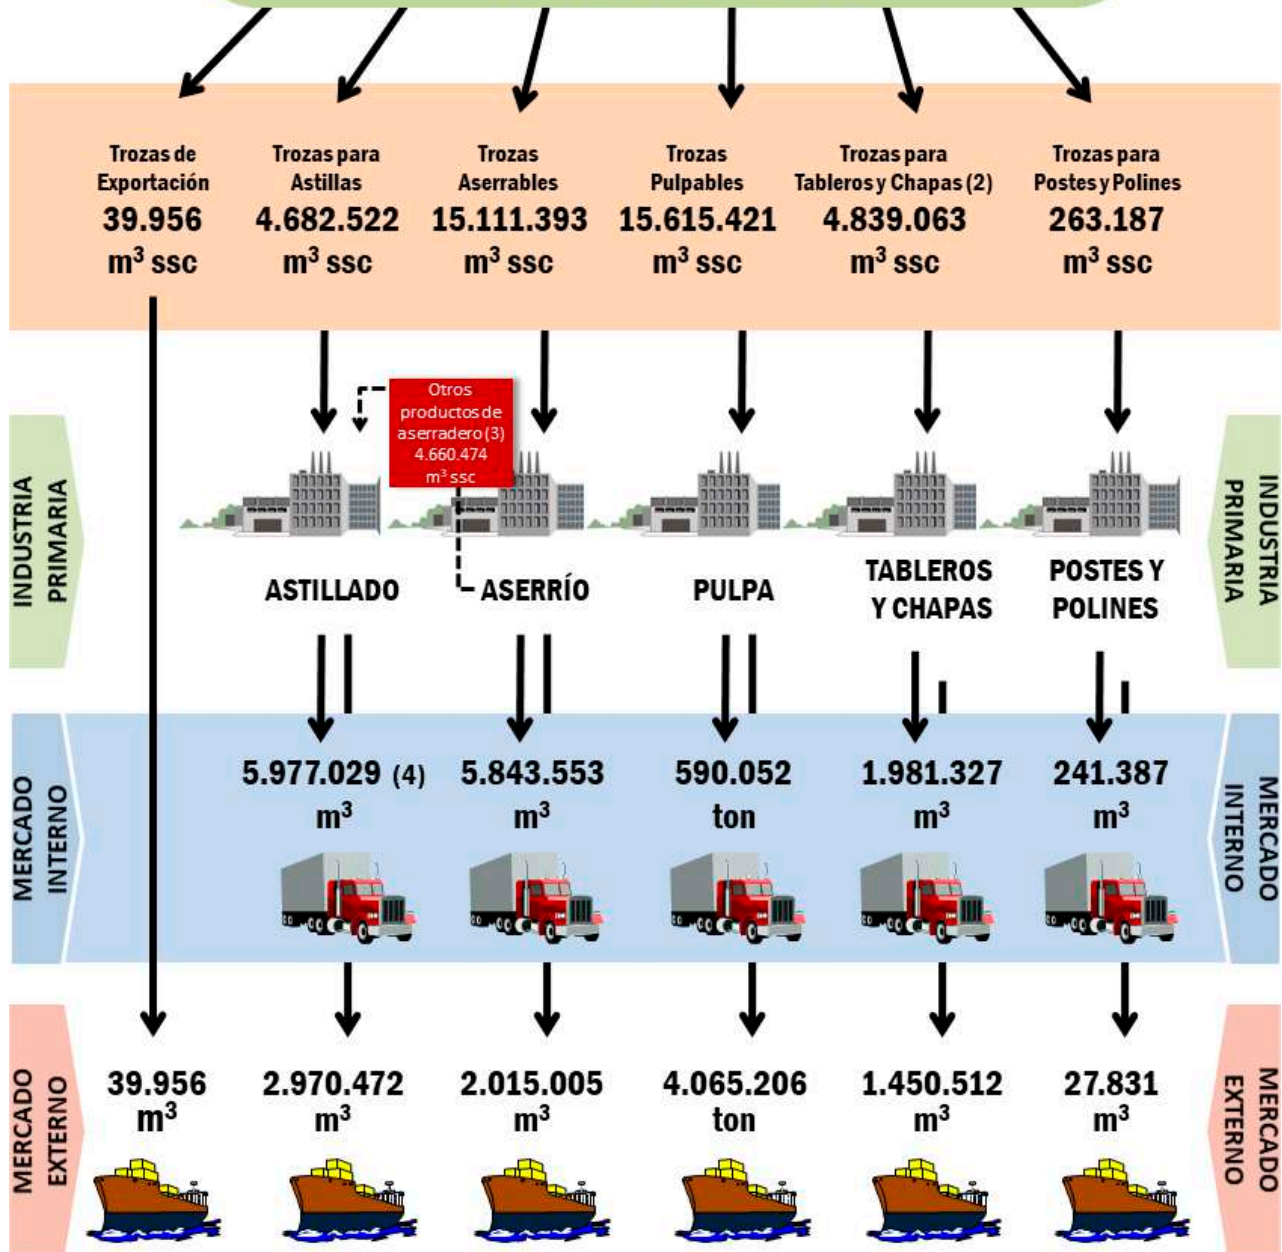 Trozas de
Exportación
39.956
m³ ssc
Trozas para
Astillas
4.682.522
m³ ssc
Trozas
Aserrables
15.111.393
m³ ssc
Trozas
Pulpables
15.615.421
m³ ssc
Trozas para
Tableros y Chapas (2)
4.839.063
m³ ssc
Trozas para
Postes y Polines
263.187
m³ ssc
Otros
productos de
aserradero (3)
4.660.474
m³ ssc
INDUSTRIA
PRIMARIA
ASTILLADO
ASERRÍO
PULPA
TABLEROS
Y CHAPAS
POSTES Y
POLINES
INDUSTRIA
PRIMARIA
MERCADO
INTERNO
5.977.029 (4)
m³
5.843.553
m³
590.052
ton
1.981.327
m³
241.387
m³
MERCADO
INTERNO
MERCADO
EXTERNO
39.956
m³
2.970.472
m³
2.015.005
m³
4.065.206
ton
1.450.512
m³
27.831
m³
MERCADO
EXTERNO